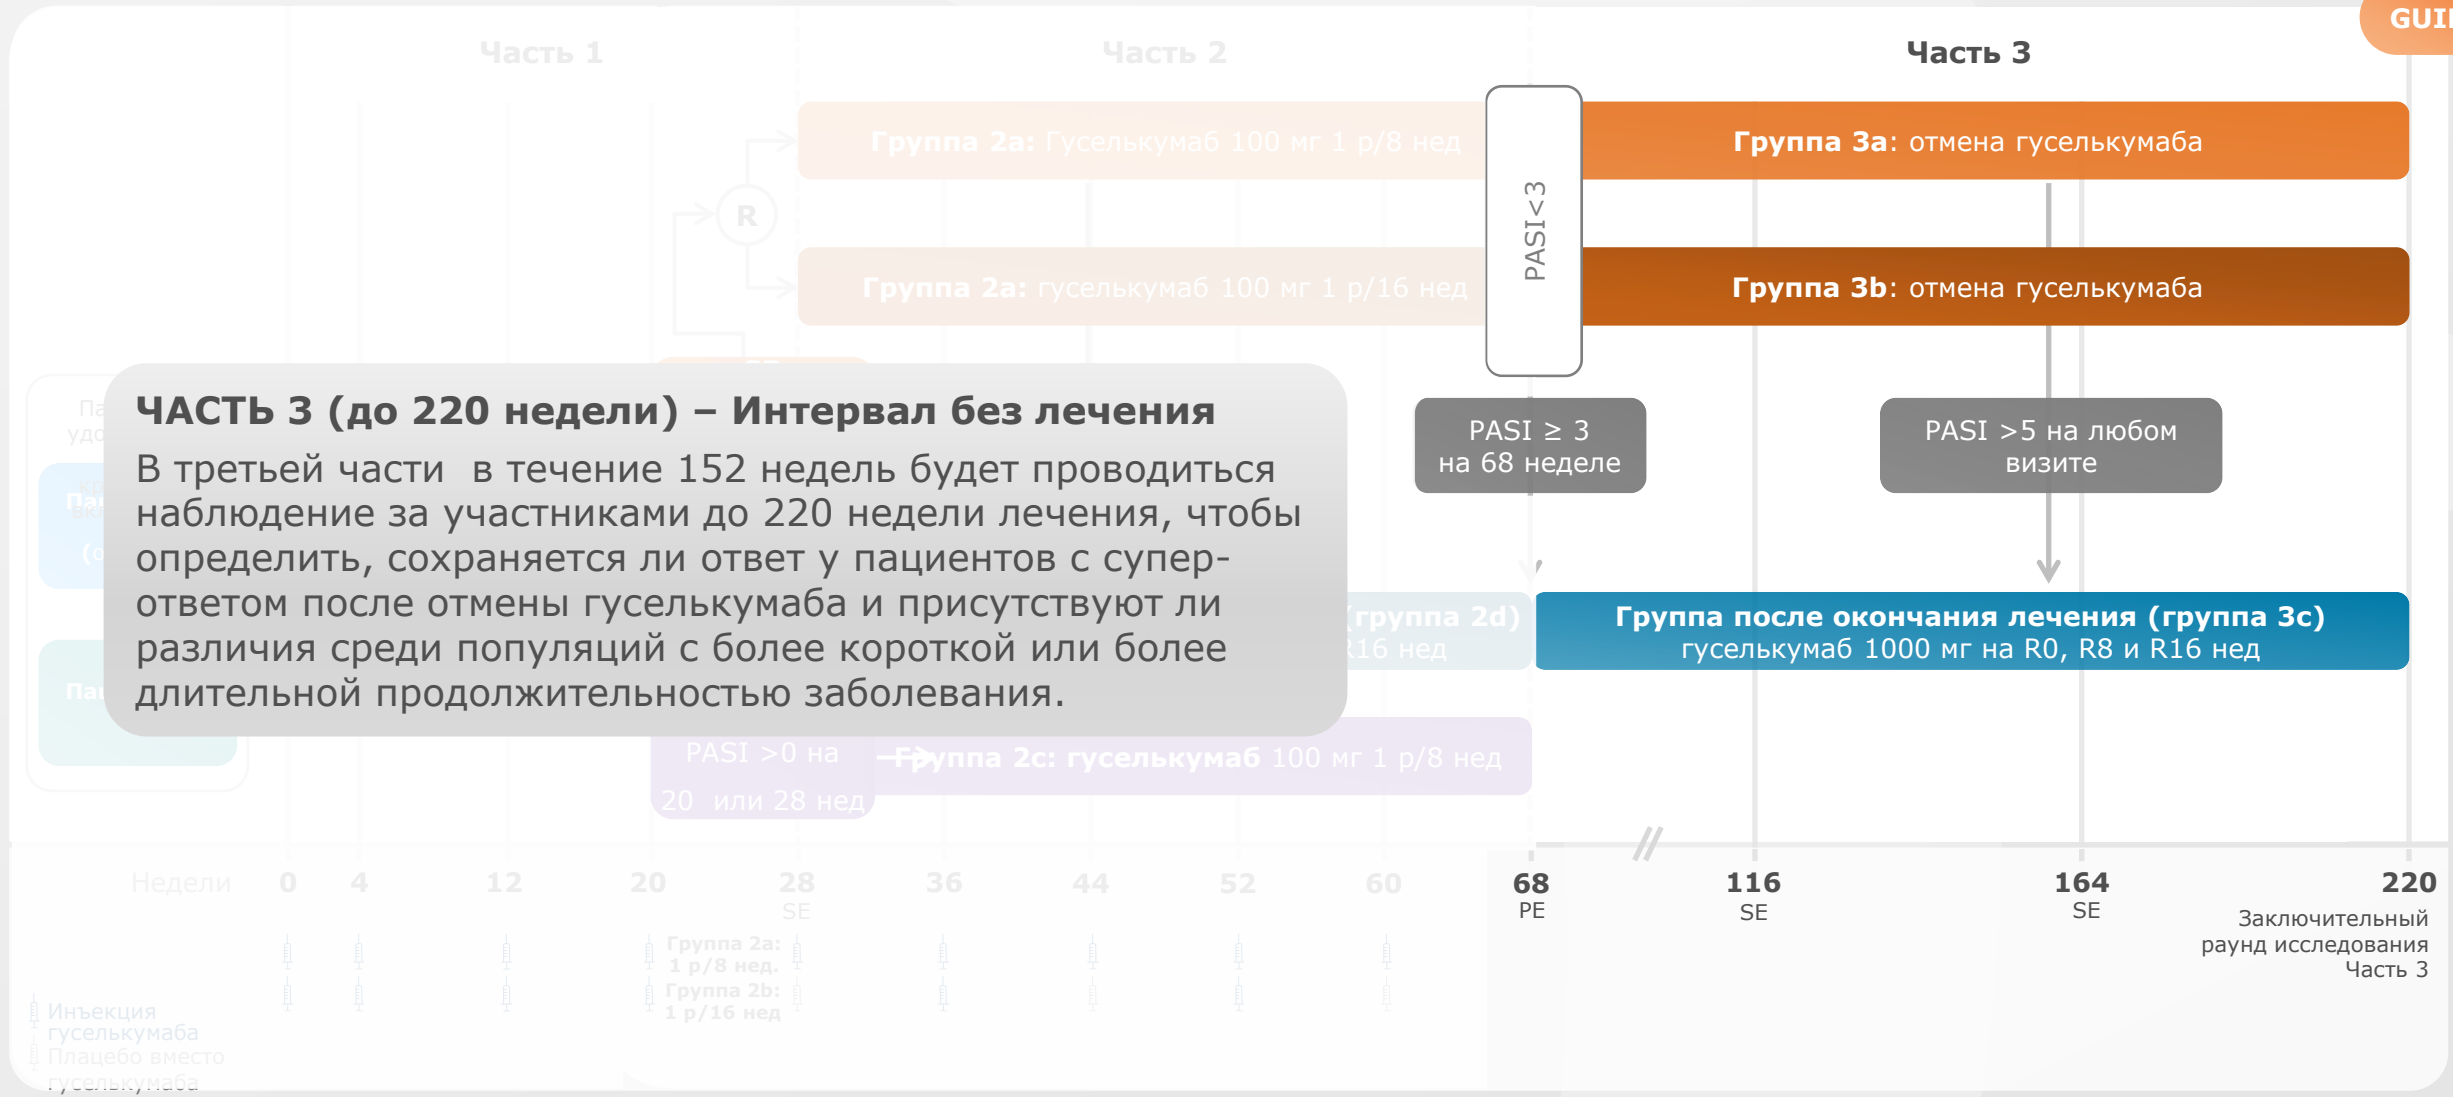 GUI
Часть 1
Часть 2
Часть 3
Группа 2a: Гуселькумаб 100 мг 1 р/8 нед
Группа 3a: отмена гуселькумаба
R
PASI<3
Группа 2a: гуселькумаб 100 мг 1 р/16 нед
Группа 3b: отмена гуселькумаба
ЧАСТЬ 3 (до 220 недели) – Интервал без лечения
В третьей части в течение 152 недель будет проводиться
наблюдение за участниками до 220 недели лечения, чтобы
определить, сохраняется ли ответ у пациентов с супер-
ответом после отмены гуселькумаба и присутствуют ли
различия среди популяций с более короткой или более
длительной продолжительностью заболевания.
PASI ≥ 3
на 68 неделе
PASI >5 на любом
визите
(группа 2d)
R16 нед
Группа после окончания лечения (группа 3c)
гуселькумаб 1000 мг на R0, R8 и R16 нед
PASI >0 на
20 или 28 нед
Группа 2c: гуселькумаб 100 мг 1 р/8 нед
Недели 0 4 12 20 28 36 44 52 60 68 116 164 220
SE PE SE SE
Заключительный
раунд исследования
Часть 3
Группа 2a:
1 р/8 нед.
Группа 2b:
1 р/16 нед
Инъекция
гуселькумаба
Плацебо вместо
гуселькумаба